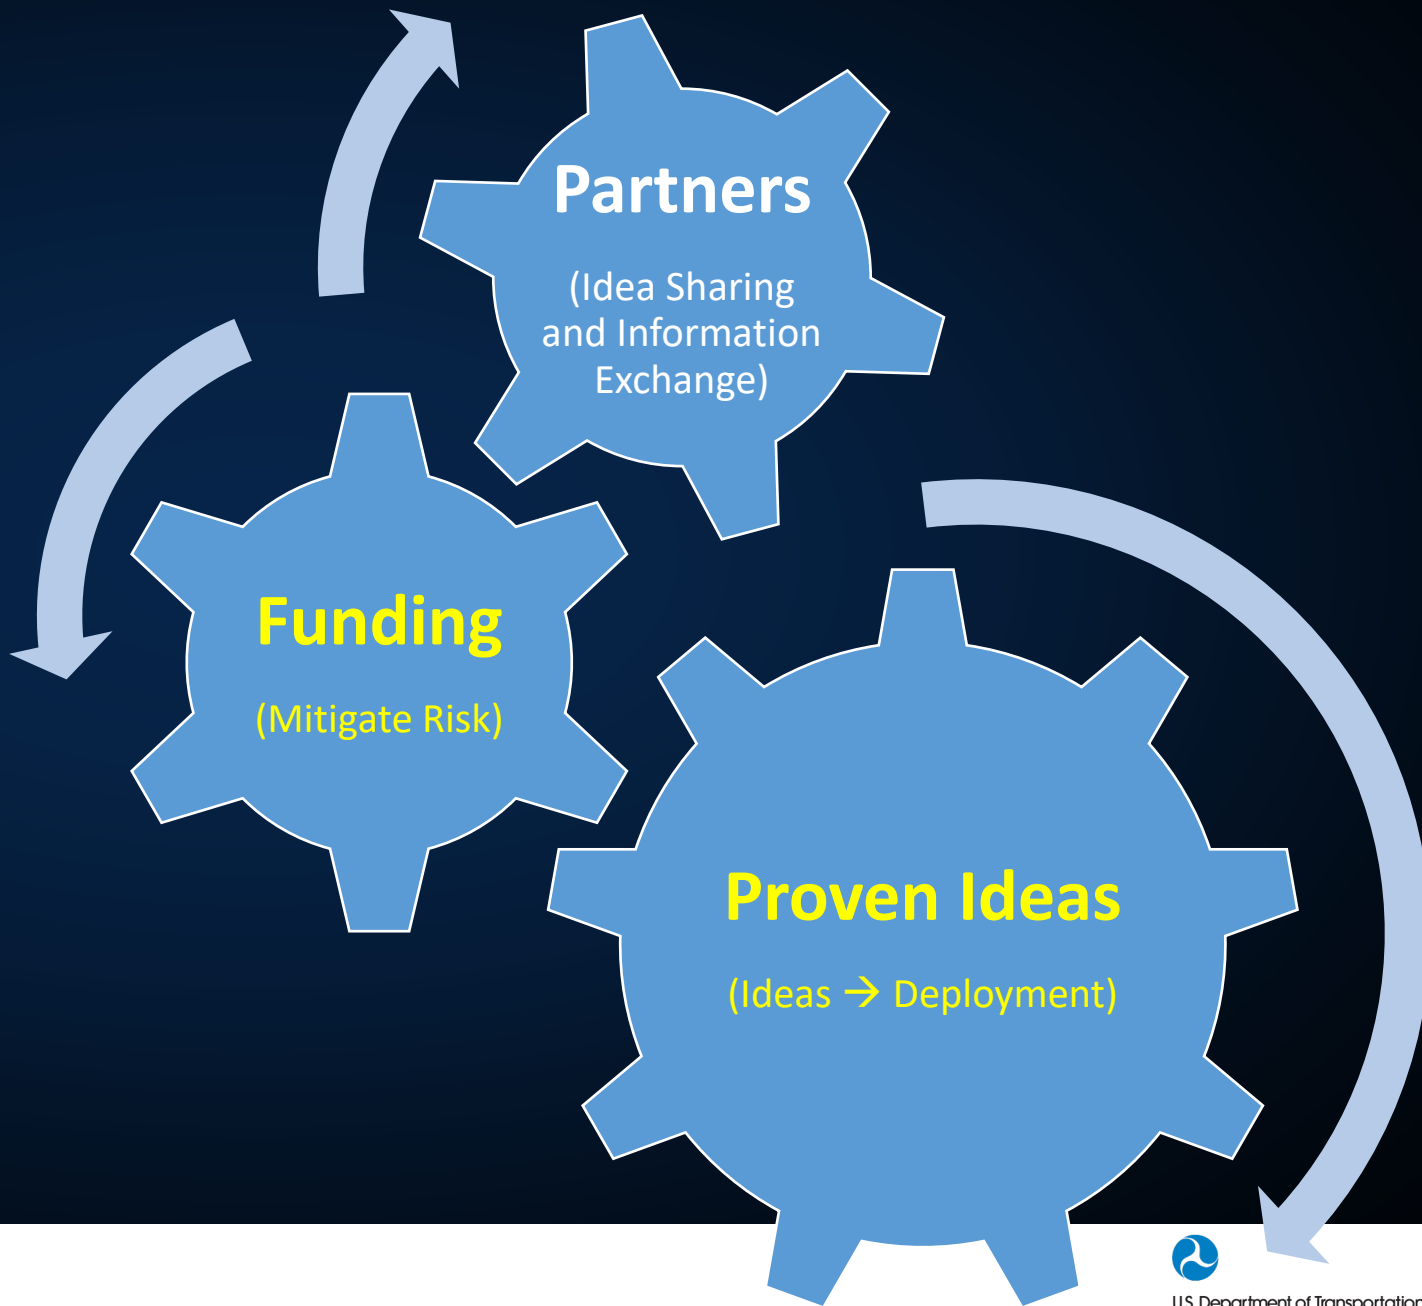 Partners
(Idea Sharing
and Information
Exchange)
Funding
(Mitigate Risk)
Proven Ideas
(Ideas → Deployment)
U.S. Department of Transportation